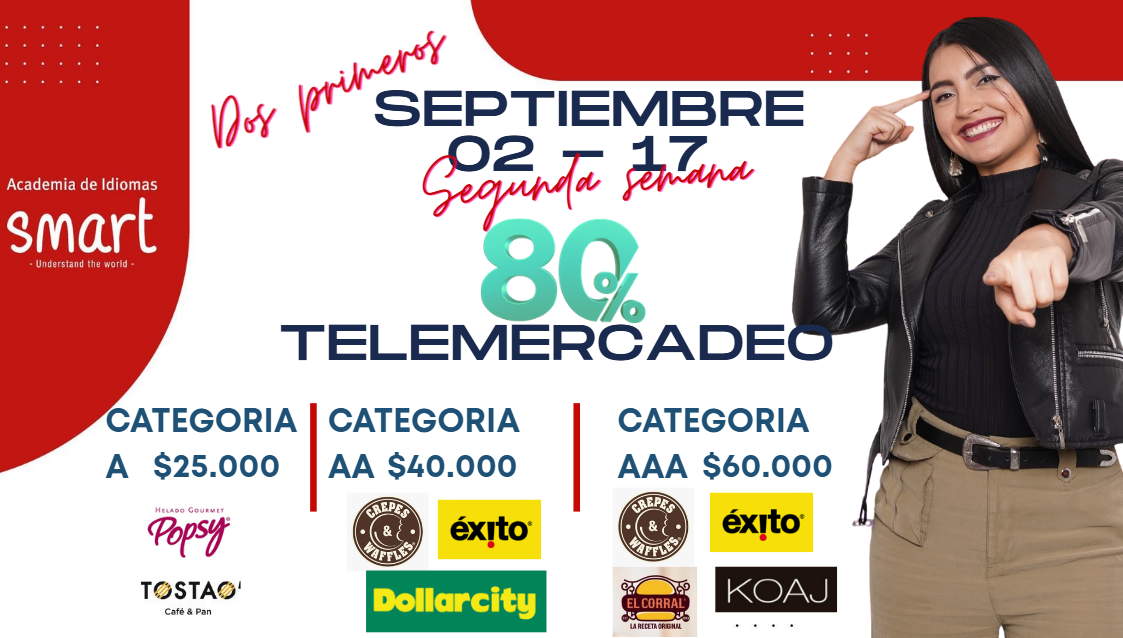 Dos primeros
SEPTIEMBRE
02 – 17
Segunda semana
80%
TELEMERCADEO
Academia de Idiomas
smart
- Understand the world -
CATEGORIA
A $25.000
HELADO GOURMET
Popsy
TOSTAO'
Café & Pan
CATEGORIA
AA $40.000
CREPES
&
WAFFLES
éxito
Dollarcity
CATEGORIA
AAA $60.000
CREPES
&
WAFFLES
éxito
EL CORRAL
LA RECETA ORIGINAL
KOAJ